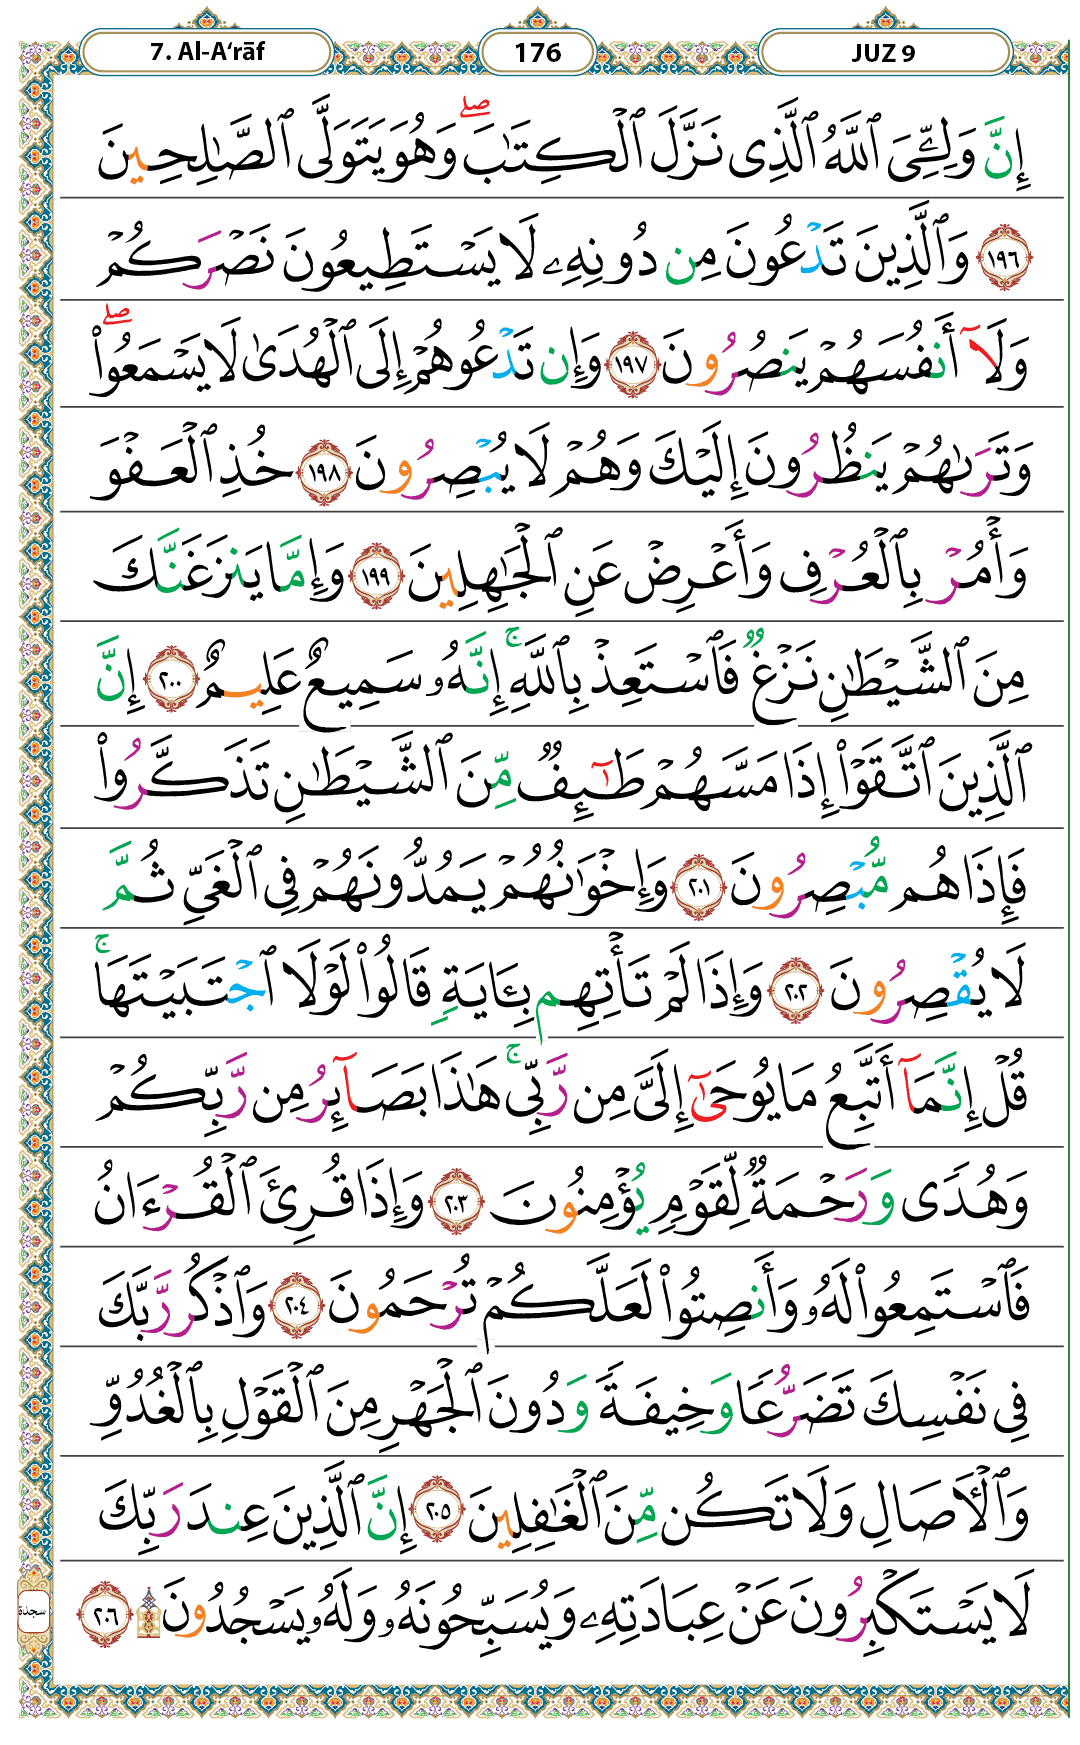 7. Al-A‘rāf
176
JUZ 9
إِنَّ وَلِـِّۧىَ ٱللَّهُ ٱلَّذِى نَزَّلَ ٱلْكِتَٰبَ ۖ وَهُوَ يَتَوَلَّى ٱلصَّٰلِحِينَ
١٩٦ وَٱلَّذِينَ تَدْعُونَ مِن دُونِهِۦ لَا يَسْتَطِيعُونَ نَصْرَكُمْ
وَلَآ أَنفُسَهُمْ يَنصُرُونَ ١٩٧ وَإِن تَدْعُوهُمْ إِلَى ٱلْهُدَىٰ لَا يَسْمَعُوا۟ ۖ
وَتَرَىٰهُمْ يَنظُرُونَ إِلَيْكَ وَهُمْ لَا يُبْصِرُونَ ١٩٨ خُذِ ٱلْعَفْوَ
وَأْمُرْ بِٱلْعُرْفِ وَأَعْرِضْ عَنِ ٱلْجَٰهِلِينَ ١٩٩ وَإِمَّا يَنزَغَنَّكَ
مِنَ ٱلشَّيْطَٰنِ نَزْغٌ فَٱسْتَعِذْ بِٱللَّهِ ۚ إِنَّهُۥ سَمِيعٌ عَلِيمٌ ٢٠٠ إِنَّ
ٱلَّذِينَ ٱتَّقَوْا۟ إِذَا مَسَّهُمْ طَٰٓئِفٌ مِّنَ ٱلشَّيْطَٰنِ تَذَكَّرُوا۟
فَإِذَا هُم مُّبْصِرُونَ ٢٠١ وَإِخْوَٰنُهُمْ يَمُدُّونَهُمْ فِى ٱلْغَىِّ ثُمَّ
لَا يُقْصِرُونَ ٢٠٢ وَإِذَا لَمْ تَأْتِهِم بِـَٔايَةٍ قَالُوا۟ لَوْلَا ٱجْتَبَيْتَهَا ۚ
قُلْ إِنَّمَآ أَتَّبِعُ مَا يُوحَىٰٓ إِلَىَّ مِن رَّبِّى ۚ هَٰذَا بَصَآئِرُ مِن رَّبِّكُمْ
وَهُدًى وَرَحْمَةٌ لِّقَوْمٍ يُؤْمِنُونَ ٢٠٣ وَإِذَا قُرِئَ ٱلْقُرْءَانُ
فَٱسْتَمِعُوا۟ لَهُۥ وَأَنصِتُوا۟ لَعَلَّكُمْ تُرْحَمُونَ ٢٠٤ وَٱذْكُر رَّبَّكَ
فِى نَفْسِكَ تَضَرُّعًا وَخِيفَةً وَدُونَ ٱلْجَهْرِ مِنَ ٱلْقَوْلِ بِٱلْغُدُوِّ
وَٱلْـَٔاصَالِ وَلَا تَكُن مِّنَ ٱلْغَٰفِلِينَ ٢٠٥ إِنَّ ٱلَّذِينَ عِندَ رَبِّكَ
لَا يَسْتَكْبِرُونَ عَنْ عِبَادَتِهِۦ وَيُسَبِّحُونَهُۥ وَلَهُۥ يَسْجُدُونَ ۩ ٢٠٦
سجدة